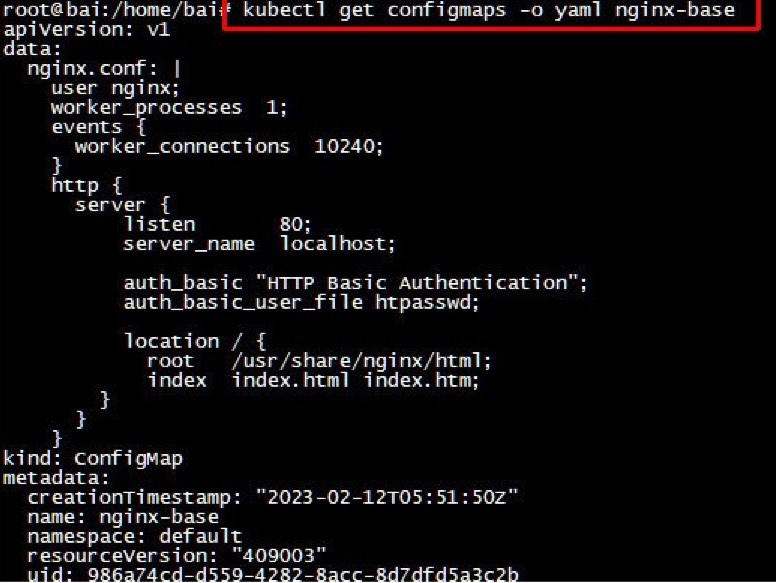 root@bai:/home/bai# kubectl get configmaps -o yaml nginx-base
apiVersion: v1
data:
  nginx.conf: |
    user nginx;
    worker_processes  1;
    events {
      worker_connections  10240;
    }
    http {
      server {
          listen       80;
          server_name  localhost;

          auth_basic "HTTP Basic Authentication";
          auth_basic_user_file htpasswd;

          location / {
            root   /usr/share/nginx/html;
            index  index.html index.htm;
        }
      }
    }
kind: ConfigMap
metadata:
  creationTimestamp: "2023-02-12T05:51:50Z"
  name: nginx-base
  namespace: default
  resourceVersion: "409003"
  uid: 986a74cd-d559-4282-8acc-8d7dfd5a3c2b